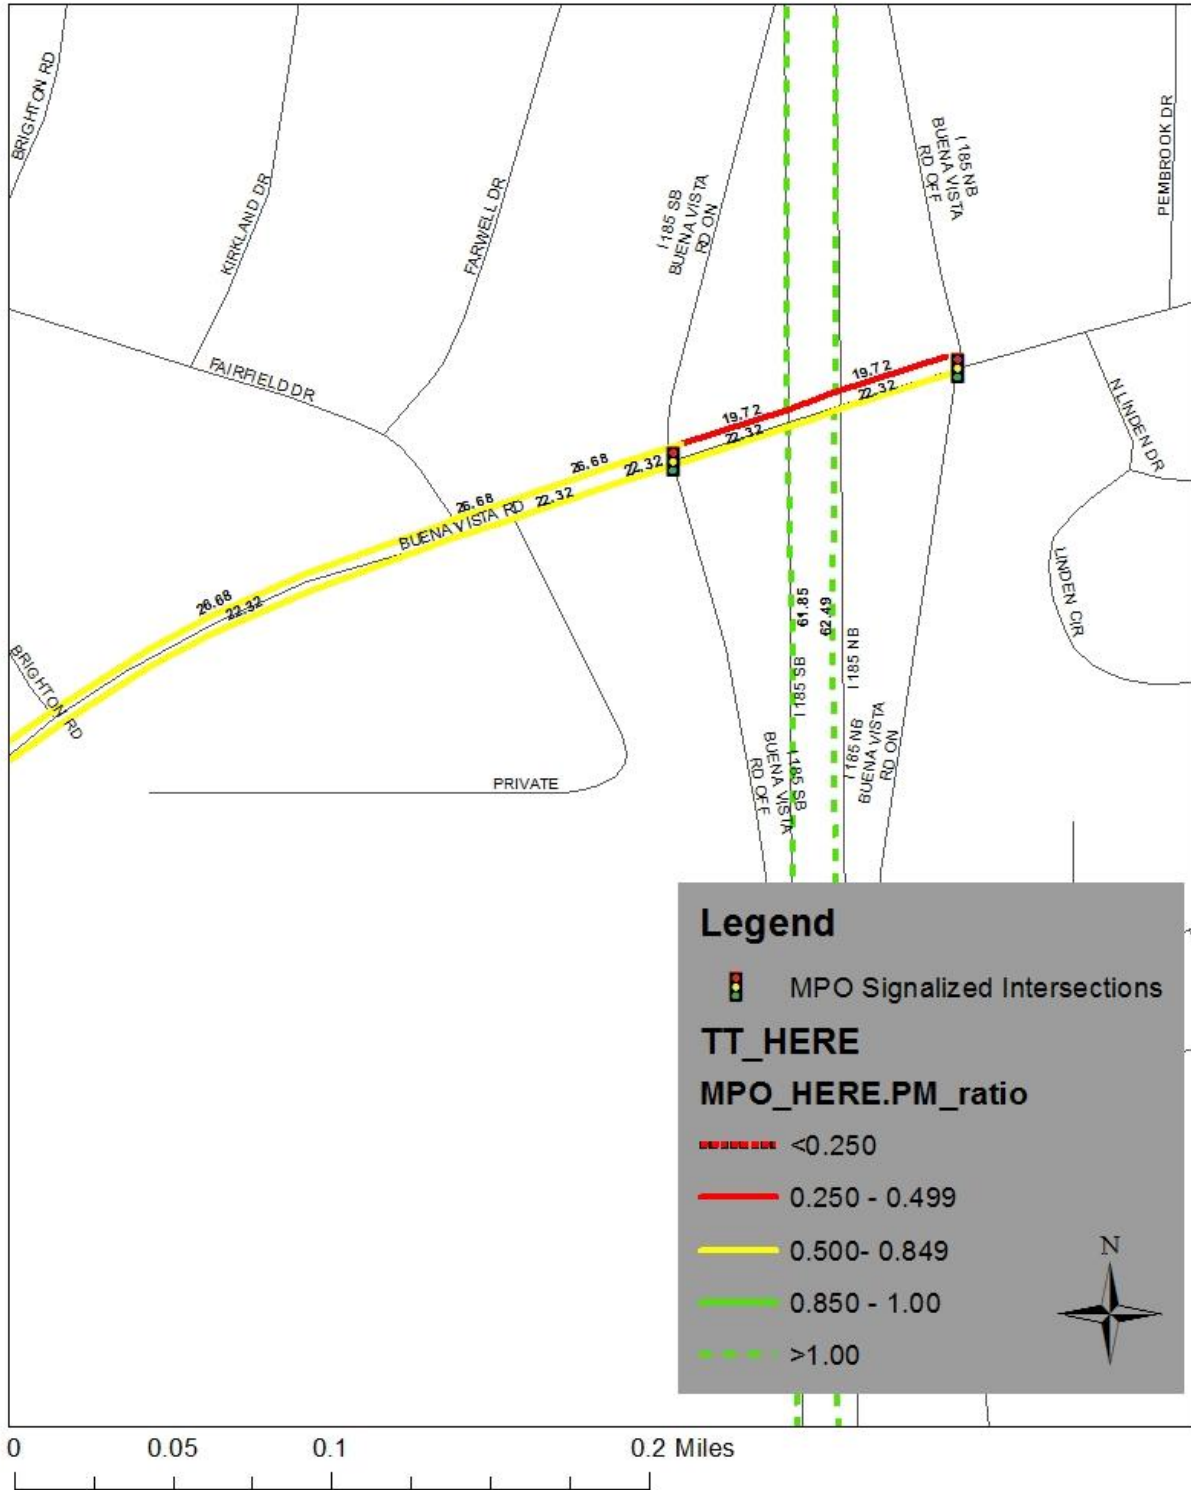 BRIGHTON RD
KIRKLAND DR
FARWELL DR
I 185 SB
BUENA VISTA
RD ON
I 185 NB
BUENA VISTA
RD OFF
PEMBROOK DR
FAIRFIELD DR
19.72
19.72
22.32
22.32
N LINDEN DR
26.68
22.32
26.68
22.32
BUENA VISTA RD
LINDEN CIR
26.68
22.32
61.85
62.49
BRIGHTON RD
I 185 SB
I 185 NB
I 185 SB
BUENA VISTA
RD OFF
I 185 NB
BUENA VISTA
RD ON
PRIVATE
Legend
MPO Signalized Intersections
TT_HERE
MPO_HERE.PM_ratio
<0.250
0.250 - 0.499
0.500- 0.849
0.850 - 1.00
>1.00
N
0 0.05 0.1 0.2 Miles